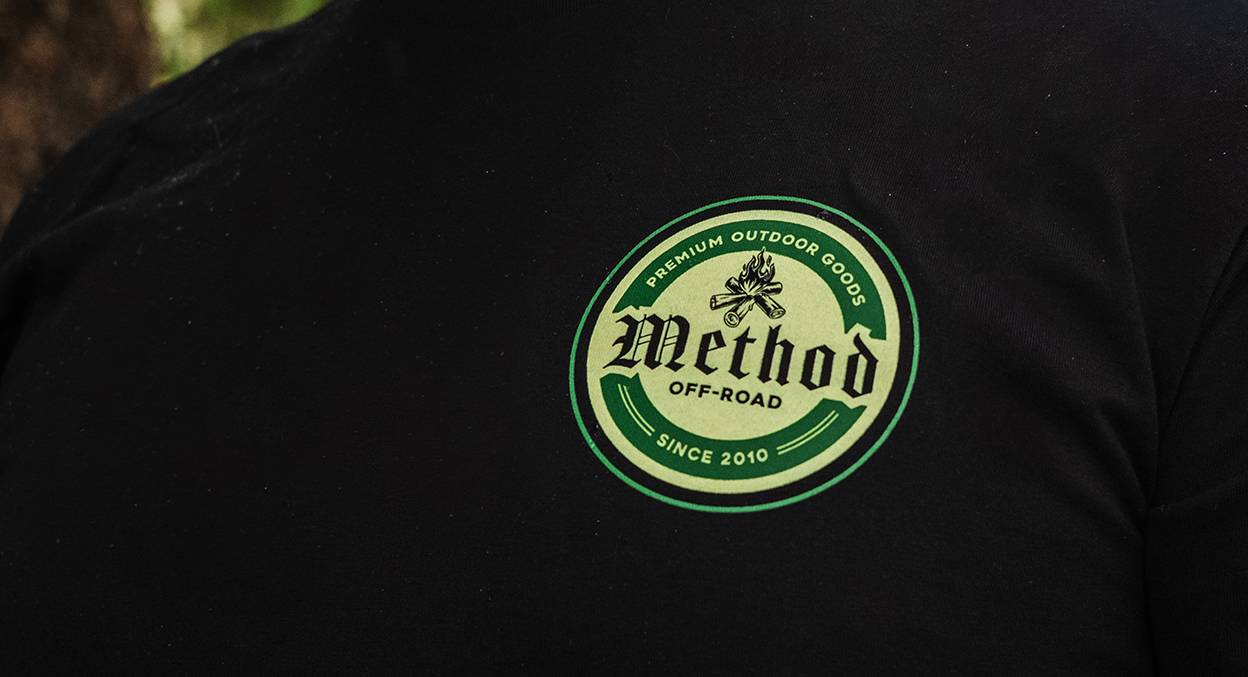 PREMIUM OUTDOOR GOODS
Method
OFF-ROAD
SINCE 2010